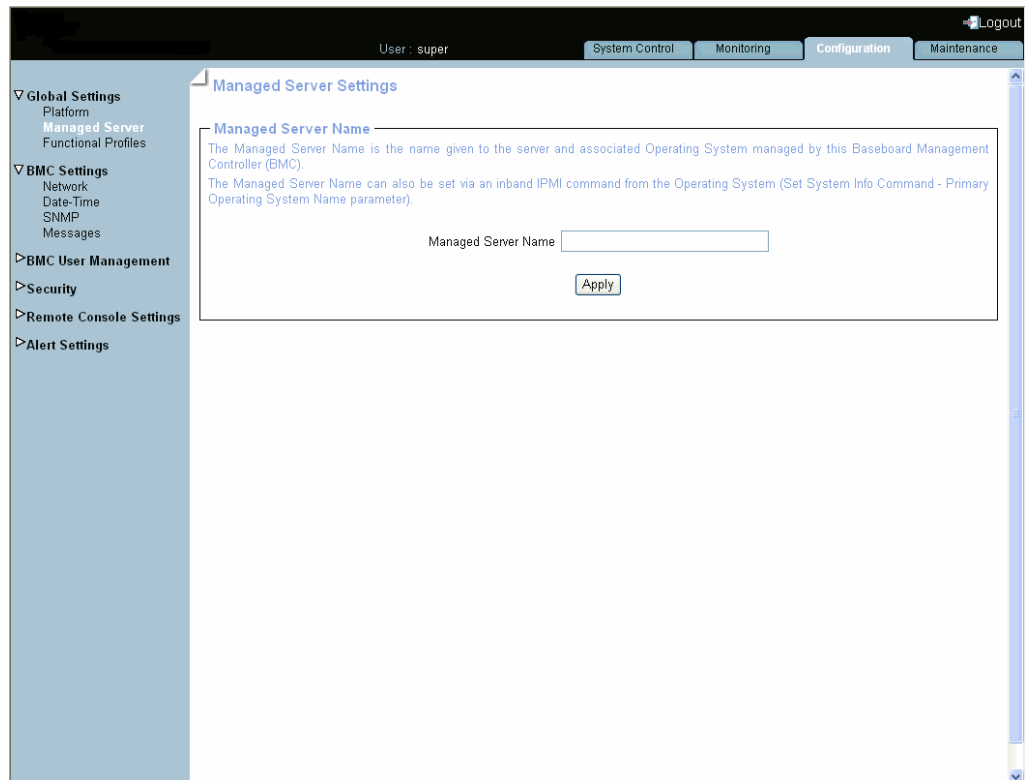 Logout
User : super
System Control
Monitoring
Configuration
Maintenance
Global Settings
Platform
Managed Server
Functional Profiles
BMC Settings
Network
Date-Time
SNMP
Messages
BMC User Management
Security
Remote Console Settings
Alert Settings
Managed Server Settings
Managed Server Name
The Managed Server Name is the name given to the server and associated Operating System managed by this Baseboard Management
Controller (BMC).
The Managed Server Name can also be set via an inband IPMI command from the Operating System (Set System Info Command - Primary
Operating System Name parameter).
Managed Server Name
Apply